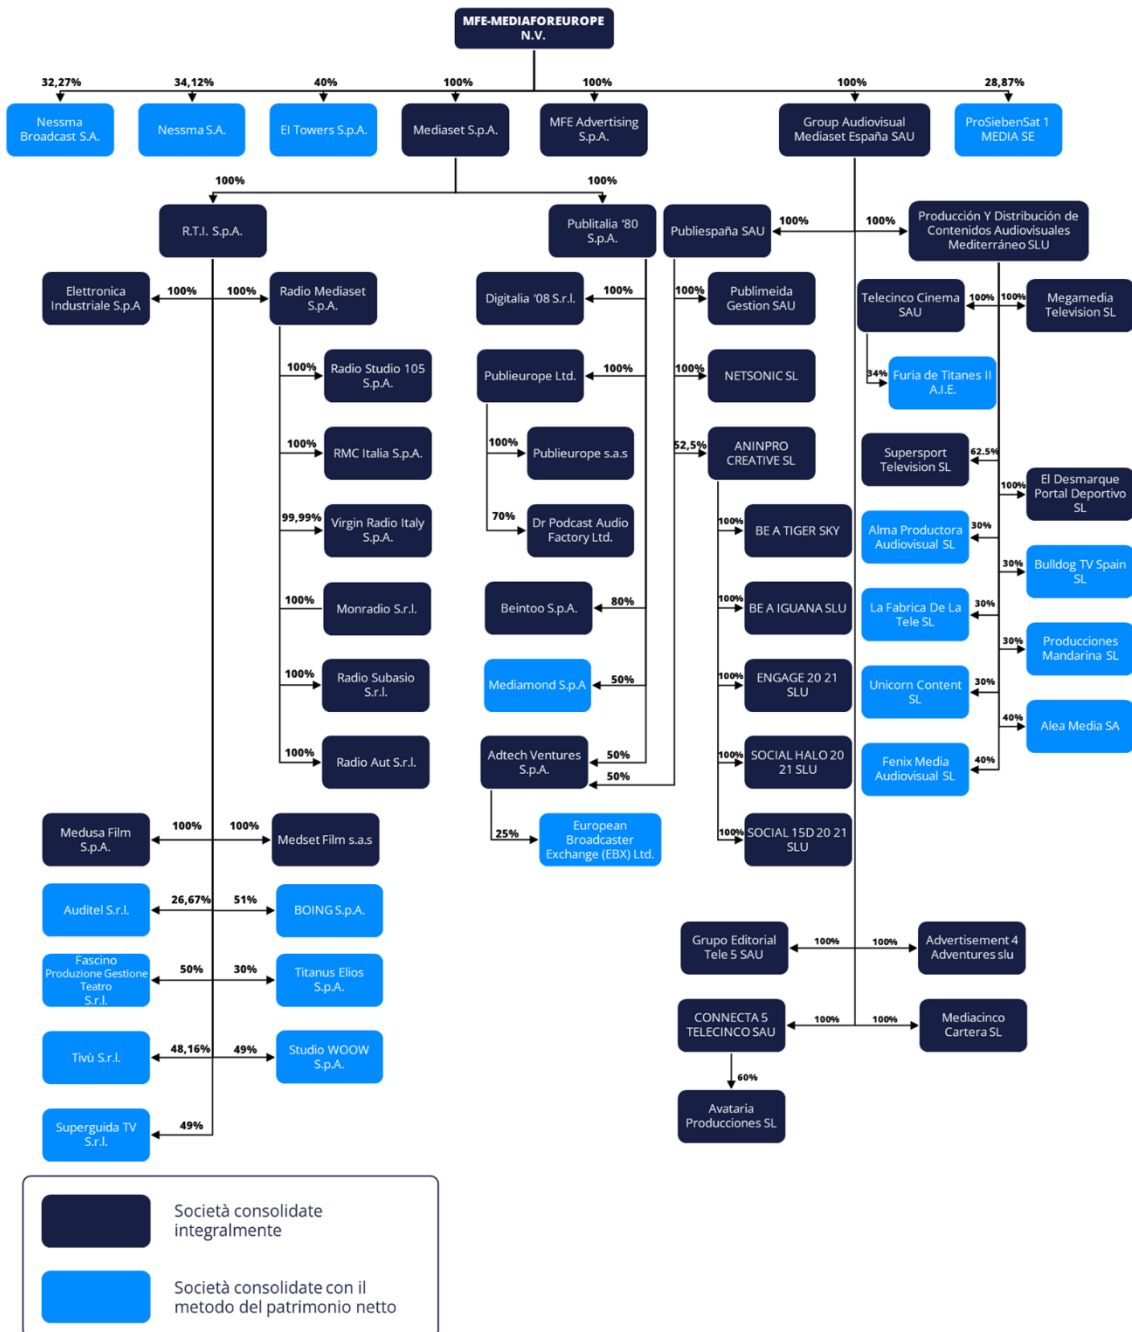 MFE-MEDIAFOREUROPE
N.V.
32,27%
34,12%
40%
100%
100%
100%
28,87%
Nessma
Broadcast S.A.
Nessma S.A.
EI Towers S.p.A.
Mediaset S.p.A.
MFE Advertising
S.p.A.
Group Audiovisual
Mediaset España SAU
ProSiebenSat 1
MEDIA SE
100%
100%
R.T.I. S.p.A.
Publitalia '80
S.p.A.
Publiespaña SAU
100%
100%
Producción Y Distribución de
Contenidos Audiovisuales
Mediterráneo SLU
Elettronica
Industriale S.p.A
100%
100%
Radio Mediaset
S.p.A.
Digitalia '08 S.r.l.
100%
100%
Publimeida
Gestion SAU
Telecinco Cinema
SAU
100%
100%
Megamedia
Television SL
100%
Radio Studio 105
S.p.A.
Publieurope Ltd.
100%
100%
NETSONIC SL
34%
Furia de Titanes II
A.I.E.
100%
RMC Italia S.p.A.
100%
Publieurope s.a.s
52,5%
ANINPRO
CREATIVE SL
Supersport
Television SL
62.5%
100%
El Desmarque
Portal Deportivo
SL
99,99%
Virgin Radio Italy
S.p.A.
70%
Dr Podcast Audio
Factory Ltd.
100%
BE A TIGER SKY
Alma Productora
Audiovisual SL
30%
30%
Bulldog TV Spain
SL
100%
Monradio S.r.l.
Beintoo S.p.A.
80%
100%
BE A IGUANA SLU
La Fabrica De La
Tele SL
30%
30%
Producciones
Mandarina SL
100%
Radio Subasio
S.r.l.
Mediamond S.p.A
50%
100%
ENGAGE 20 21
SLU
Unicorn Content
SL
30%
40%
Alea Media SA
100%
Radio Aut S.r.l.
Adtech Ventures
S.p.A.
50%
50%
100%
SOCIAL HALO 20
21 SLU
Fenix Media
Audiovisual SL
40%
Medusa Film
S.p.A.
100%
100%
Medset Film s.a.s
25%
European
Broadcaster
Exchange (EBX) Ltd.
100%
SOCIAL 15D 20 21
SLU
Auditel S.r.l.
26,67%
51%
BOING S.p.A.
Grupo Editorial
Tele 5 SAU
100%
100%
Advertisement 4
Adventures slu
Fascino
Produzione Gestione
Teatro
S.r.l.
50%
30%
Titanus Elios
S.p.A.
CONNECTA 5
TELECINCO SAU
100%
100%
Mediacinco
Cartera SL
Tivù S.r.l.
48,16%
49%
Studio WOOW
S.p.A.
60%
Avataria
Producciones SL
Superguida TV
S.r.l.
49%
Società consolidate
integralmente
Società consolidate con il
metodo del patrimonio netto